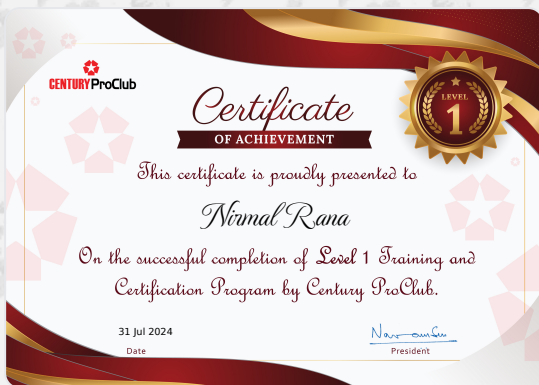 CENTURY ProClub
Certificate
OF ACHIEVEMENT
LEVEL
1
This certificate is proudly presented to
Nirmal Rana
On the successful completion of Level 1 Training and
Certification Program by Century ProClub.
31 Jul 2024
Date
President